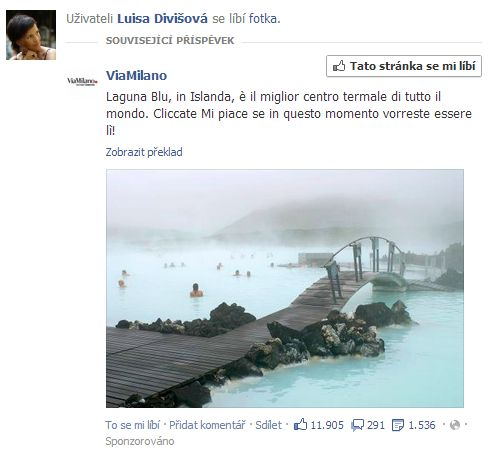 Uživateli Luisa Divišová se líbí fotka.
SOUVISEJÍCÍ PŘÍSPĚVEK
ViaMilano
ViaMilano
Tato stránka se mi líbí
Laguna Blu, in Islanda, è il miglior centro termale di tutto il
mondo. Cliccate Mi piace se in questo momento vorreste essere
lì!
Zobrazit překlad
To se mi líbí · Přidat komentář · Sdílet · 11.905 291 1.536 ·
Sponzorováno